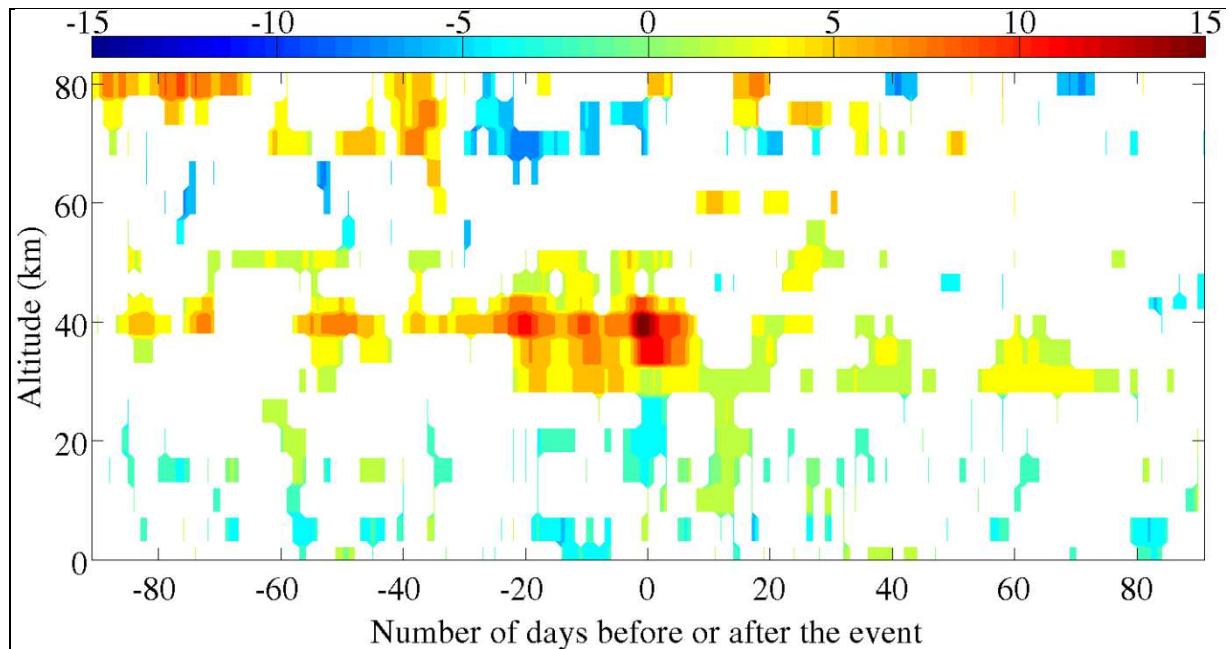 -15 -10 -5 0 5 10 15
80
60
40
20
0
Altitude (km)
-80 -60 -40 -20 0 20 40 60 80
Number of days before or after the event